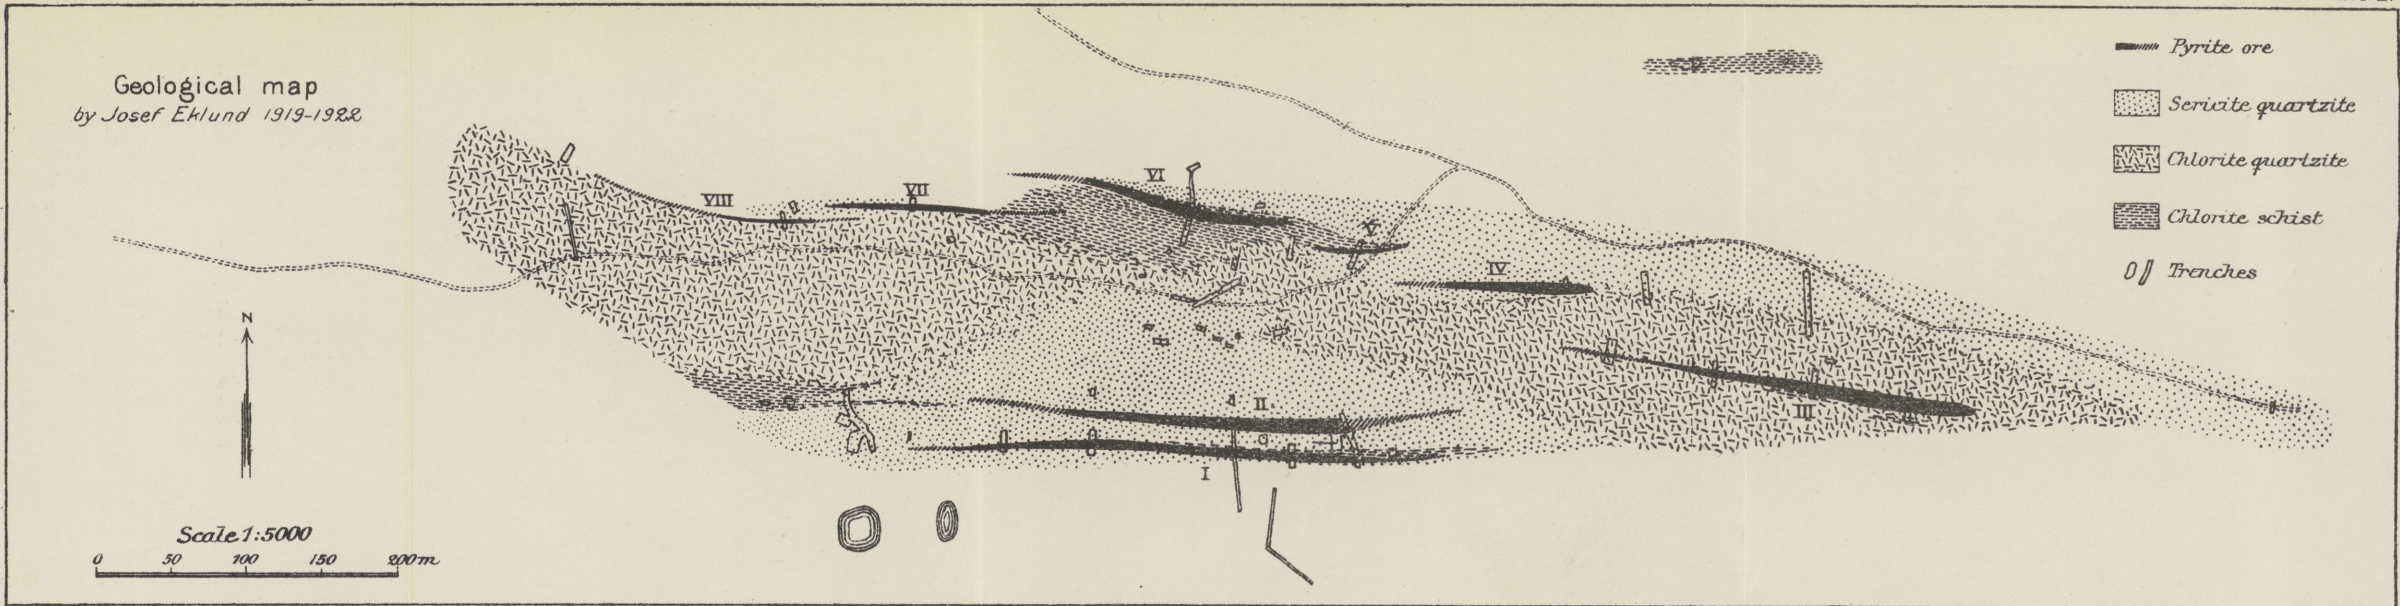 Geological map
by Josef Eklund 1919-1922
Pyrite ore
Sericite quartzite
Chlorite quartzite
Chlorite schist
Trenches
VIII
VII
VI
V
IV
III
II
I
N
Scale 1:5000
0 50 100 150 200 m